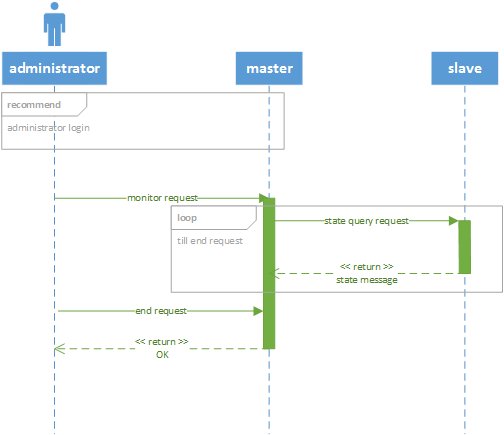 administrator
master
slave
recommend
administrator login
monitor request
loop
state query request
till end request
<< return >>
state message
end request
<< return >>
OK